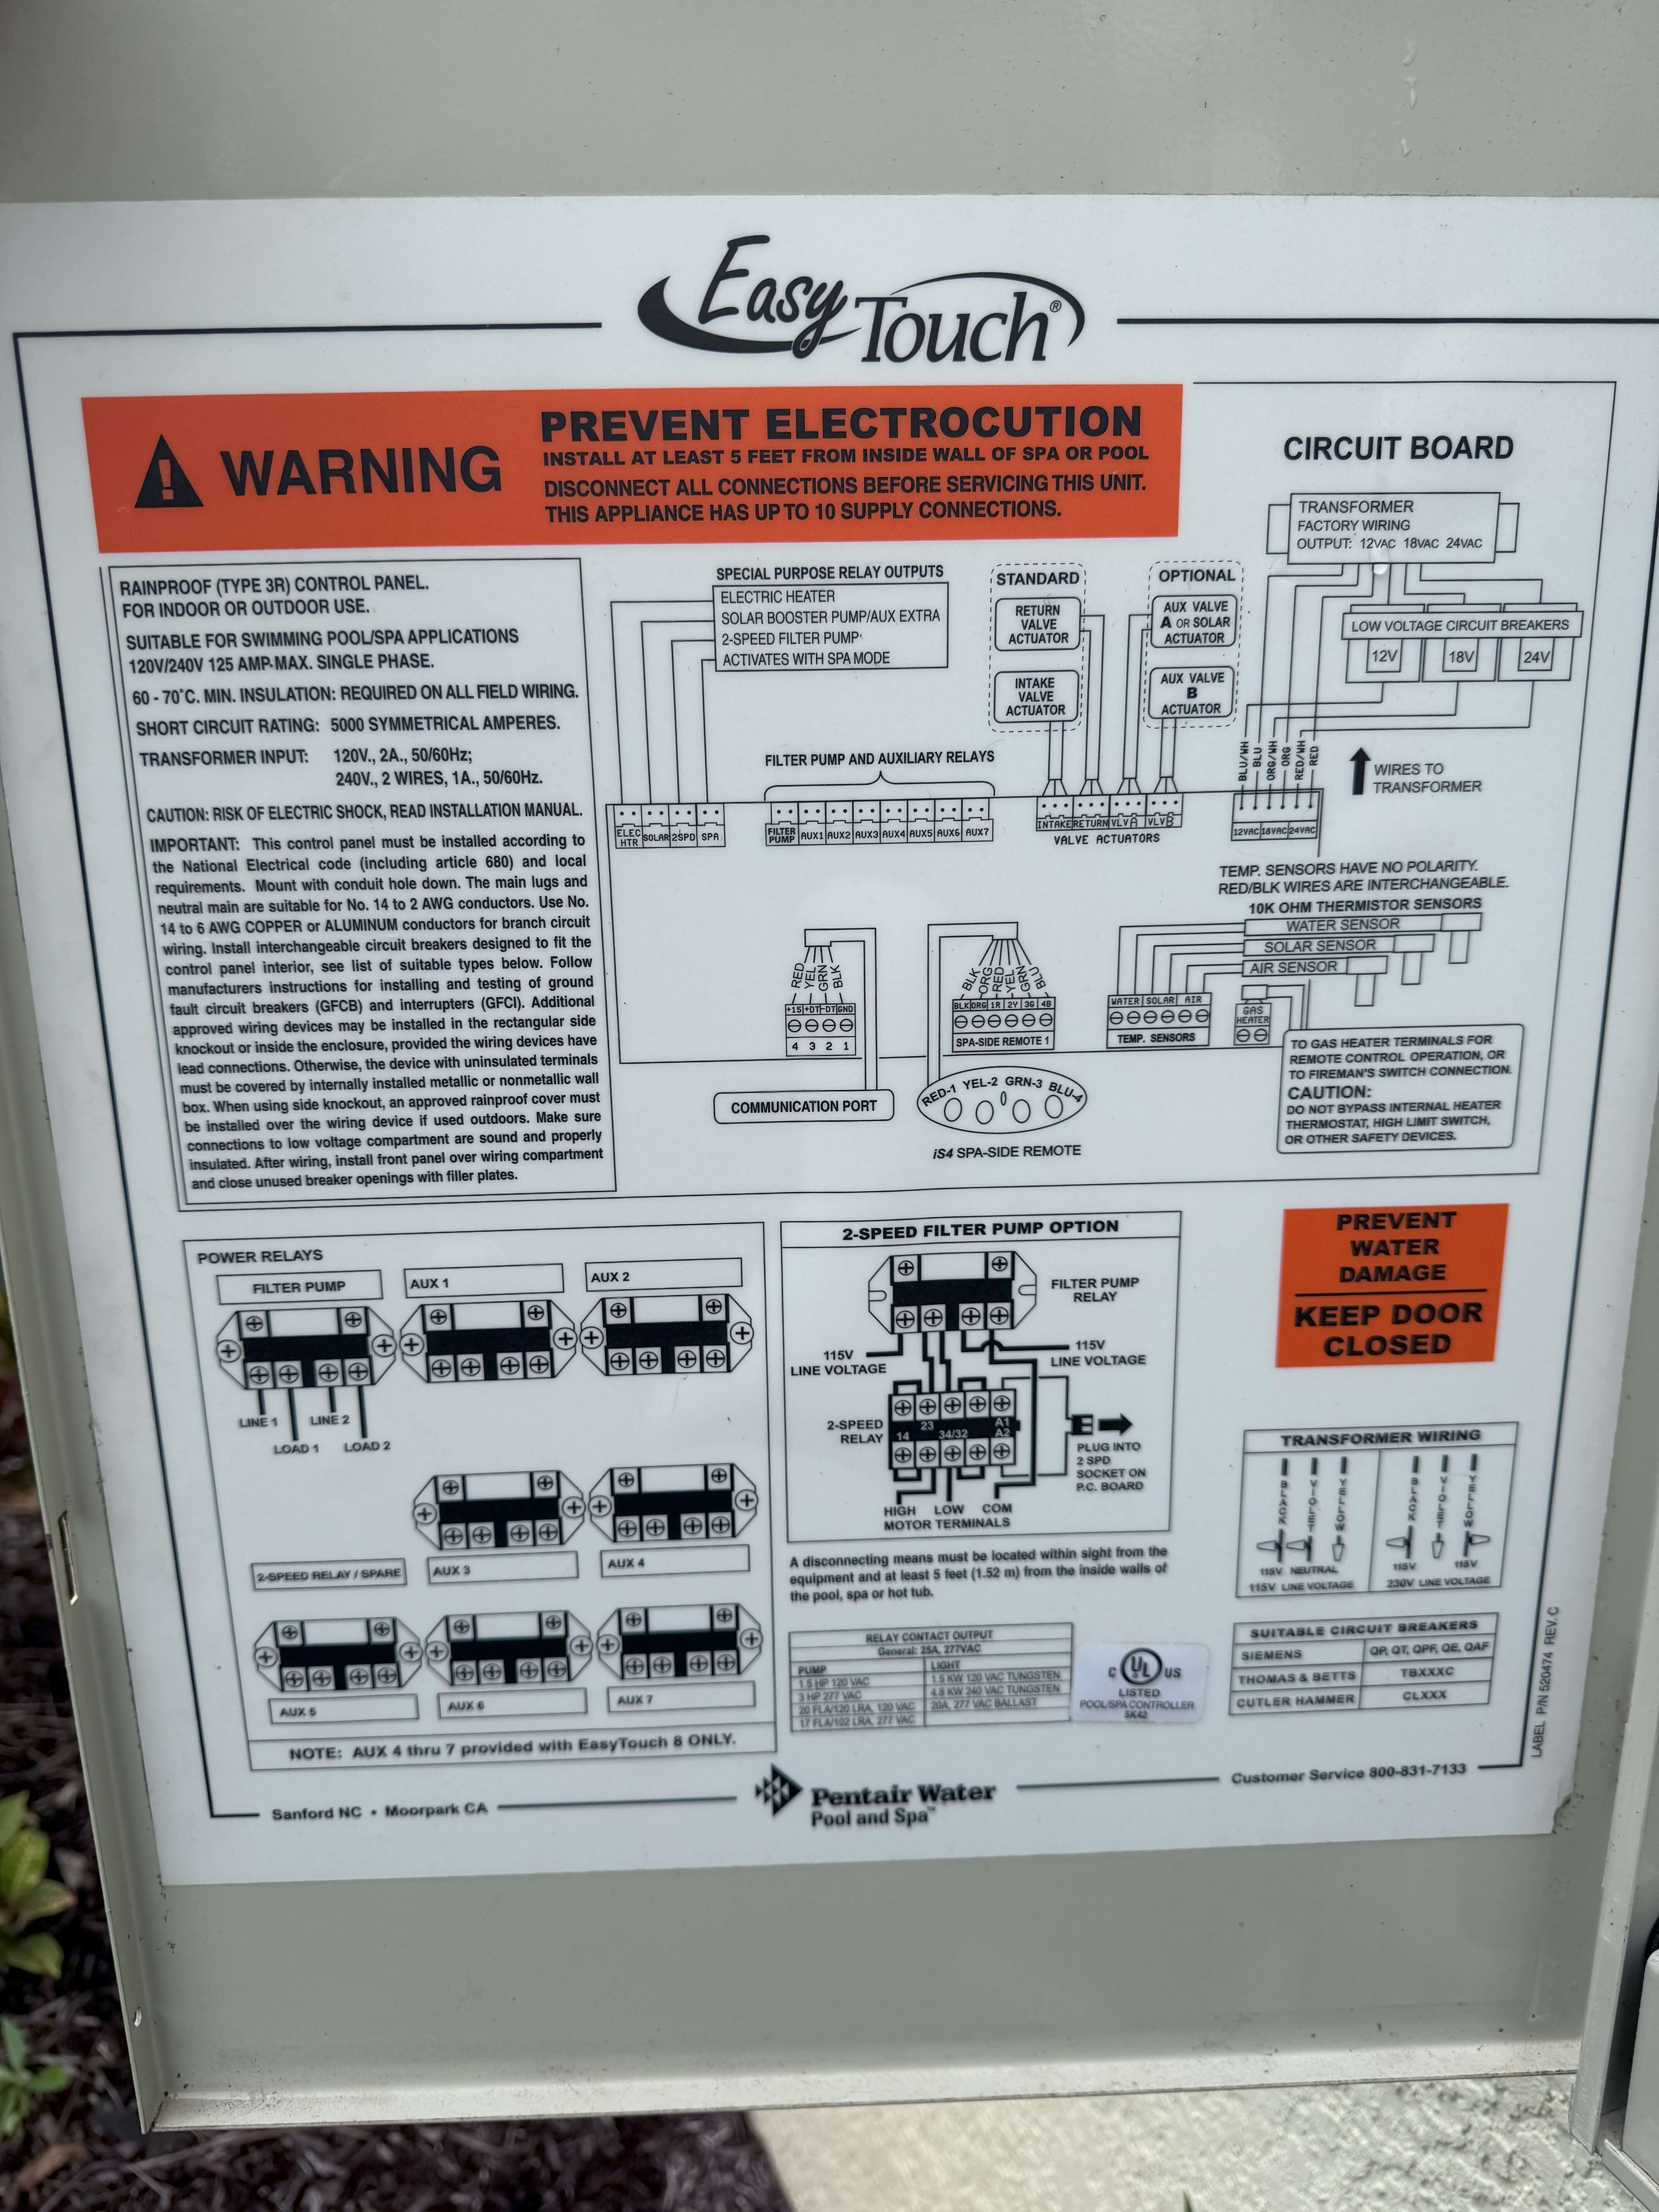 Easy Touch®
WARNING
PREVENT ELECTROCUTION
INSTALL AT LEAST 5 FEET FROM INSIDE WALL OF SPA OR POOL
DISCONNECT ALL CONNECTIONS BEFORE SERVICING THIS UNIT.
THIS APPLIANCE HAS UP TO 10 SUPPLY CONNECTIONS.
RAINPROOF (TYPE 3R) CONTROL PANEL.
FOR INDOOR OR OUTDOOR USE.
SUITABLE FOR SWIMMING POOL/SPA APPLICATIONS
120V/240V 125 AMP-MAX. SINGLE PHASE.
60 - 70°C. MIN. INSULATION: REQUIRED ON ALL FIELD WIRING.
SHORT CIRCUIT RATING: 5000 SYMMETRICAL AMPERES.
TRANSFORMER INPUT: 120V., 2A., 50/60Hz;
240V., 2 WIRES, 1A., 50/60Hz.
CAUTION: RISK OF ELECTRIC SHOCK, READ INSTALLATION MANUAL.
IMPORTANT: This control panel must be installed according to
the National Electrical code (including article 680) and local
requirements. Mount with conduit hole down. The main lugs and
neutral main are suitable for No. 14 to 2 AWG conductors. Use No.
14 to 6 AWG COPPER or ALUMINUM conductors for branch circuit
wiring. Install interchangeable circuit breakers designed to fit the
control panel interior, see list of suitable types below. Follow
manufacturers instructions for installing and testing of ground
fault circuit breakers (GFCB) and interrupters (GFCI). Additional
approved wiring devices may be installed in the rectangular side
knockout or inside the enclosure, provided the wiring devices have
lead connections. Otherwise, the device with uninsulated terminals
must be covered by internally installed metallic or nonmetallic wall
box. When using side knockout, an approved rainproof cover must
be installed over the wiring device if used outdoors. Make sure
connections to low voltage compartment are sound and properly
insulated. After wiring, install front panel over wiring compartment
and close unused breaker openings with filler plates.
CIRCUIT BOARD
SPECIAL PURPOSE RELAY OUTPUTS
ELECTRIC HEATER
SOLAR BOOSTER PUMP/AUX EXTRA
2-SPEED FILTER PUMP
ACTIVATES WITH SPA MODE
STANDARD
RETURN
VALVE
ACTUATOR
INTAKE
VALVE
ACTUATOR
OPTIONAL
AUX VALVE
A OR SOLAR
ACTUATOR
AUX VALVE
B
ACTUATOR
TRANSFORMER
FACTORY WIRING
OUTPUT: 12VAC 18VAC 24VAC
LOW VOLTAGE CIRCUIT BREAKERS
12V 18V 24V
BLU/WH
BLU
ORG/WH
ORG
RED/WH
RED
WIRES TO
TRANSFORMER
FILTER PUMP AND AUXILIARY RELAYS
ELEC HTR SOLAR 2SPD SPA
FILTER PUMP AUX1 AUX2 AUX3 AUX4 AUX5 AUX6 AUX7
INTAKE RETURN VLV A VLV B
VALVE ACTUATORS
12VAC 18VAC 24VAC
TEMP. SENSORS HAVE NO POLARITY.
RED/BLK WIRES ARE INTERCHANGEABLE.
10K OHM THERMISTOR SENSORS
WATER SENSOR
SOLAR SENSOR
AIR SENSOR
RED YEL GRN BLK
+15 +DT -DT GND
4 3 2 1
COMMUNICATION PORT
BLK ORG RED YEL GRN BLU
BLK ORG 1R 2Y 3G 4B
SPA-SIDE REMOTE 1
RED-1 YEL-2 GRN-3 BLU-4
iS4 SPA-SIDE REMOTE
WATER SOLAR AIR
TEMP. SENSORS
GAS
HEATER
TO GAS HEATER TERMINALS FOR
REMOTE CONTROL OPERATION, OR
TO FIREMAN'S SWITCH CONNECTION.
CAUTION:
DO NOT BYPASS INTERNAL HEATER
THERMOSTAT, HIGH LIMIT SWITCH,
OR OTHER SAFETY DEVICES.
POWER RELAYS
FILTER PUMP
AUX 1
AUX 2
LINE 1
LINE 2
LOAD 1
LOAD 2
2-SPEED RELAY / SPARE
AUX 3
AUX 4
AUX 5
AUX 6
AUX 7
NOTE: AUX 4 thru 7 provided with EasyTouch 8 ONLY.
2-SPEED FILTER PUMP OPTION
FILTER PUMP
RELAY
115V
LINE VOLTAGE
115V
LINE VOLTAGE
2-SPEED
RELAY
14
23
34/32
A1
A2
PLUG INTO
2 SPD
SOCKET ON
P.C. BOARD
HIGH LOW COM
MOTOR TERMINALS
A disconnecting means must be located within sight from the
equipment and at least 5 feet (1.52 m) from the inside walls of
the pool, spa or hot tub.
RELAY CONTACT OUTPUT
General: 25A, 277VAC
PUMP LIGHT
1.5 HP 120 VAC 1.5 KW 120 VAC TUNGSTEN
3 HP 277 VAC 4.8 KW 240 VAC TUNGSTEN
20 FLA/120 LRA, 120 VAC 20A, 277 VAC BALLAST
17 FLA/102 LRA, 277 VAC
C UL US
LISTED
POOL/SPA CONTROLLER
5K42
PREVENT
WATER
DAMAGE
KEEP DOOR
CLOSED
TRANSFORMER WIRING
BLACK VIOLET YELLOW BLACK VIOLET YELLOW
115V NEUTRAL
115V 115V
115V LINE VOLTAGE
230V LINE VOLTAGE
SUITABLE CIRCUIT BREAKERS
SIEMENS QP, QT, QPF, QE, QAF
THOMAS & BETTS TBXXXC
CUTLER HAMMER CLXXX
LABEL P/N 520474 REV. C
Sanford NC • Moorpark CA
Pentair Water
Pool and Spa™
Customer Service 800-831-7133